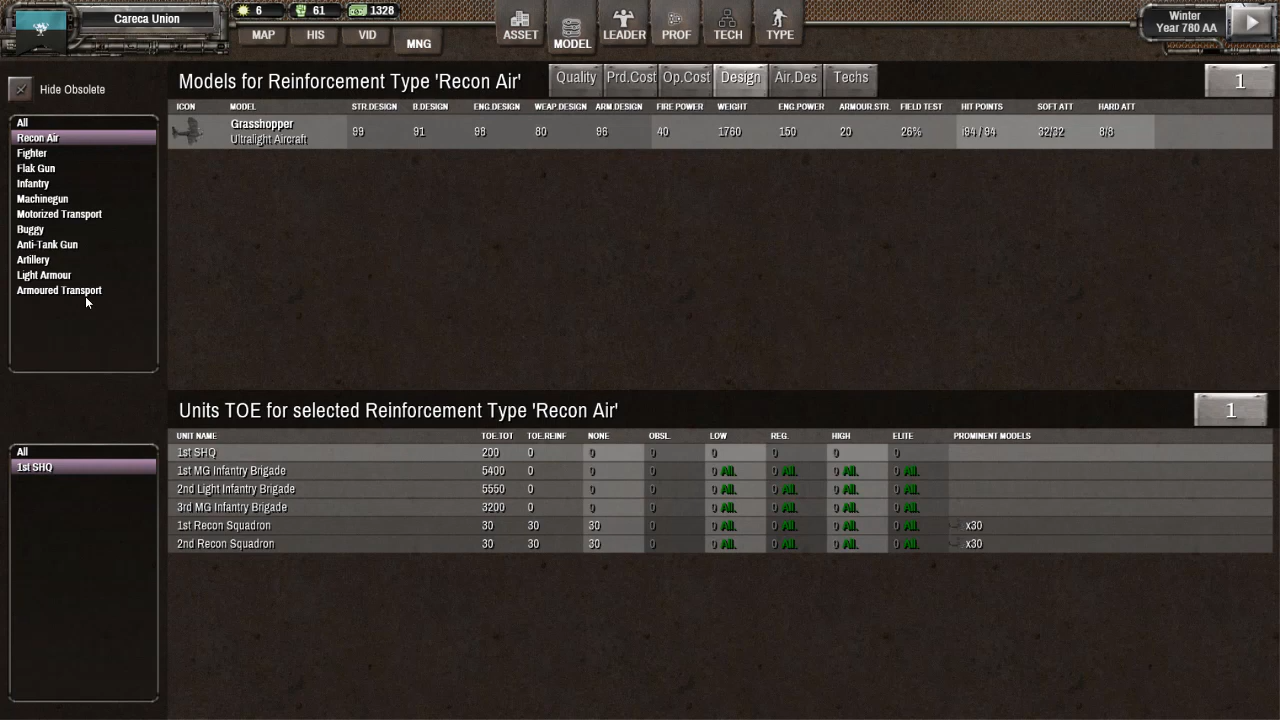 Careca Union
6 61 1328
MAP HIS VID MNG
ASSET MODEL LEADER PROF TECH TYPE
Winter
Year 780 AA
Hide Obsolete
Models for Reinforcement Type 'Recon Air'
Quality Prd.Cost Op.Cost Design Air.Des Techs
1
All
Recon Air
Fighter
Flak Gun
Infantry
Machinegun
Motorized Transport
Buggy
Anti-Tank Gun
Artillery
Light Armour
Armoured Transport
ICON MODEL STR.DESIGN B.DESIGN ENG.DESIGN WEAP.DESIGN ARM.DESIGN FIRE POWER WEIGHT ENG.POWER ARMOUR.STR. FIELD TEST HIT POINTS SOFT ATT HARD ATT
Grasshopper
Ultralight Aircraft
99 91 98 80 96 40 1760 150 20 26% 94 / 94 32/32 8/8
Units TOE for selected Reinforcement Type 'Recon Air'
1
All
1st SHQ
UNIT NAME TOE.TOT TOE.REINF NONE OBSL. LOW REG. HIGH ELITE PROMINENT MODELS
1st SHQ 200 0 0 0 0 0 0 0
1st MG Infantry Brigade 5400 0 0 0 0 All. 0 All. 0 All. 0 All.
2nd Light Infantry Brigade 5550 0 0 0 0 All. 0 All. 0 All. 0 All.
3rd MG Infantry Brigade 3200 0 0 0 0 All. 0 All. 0 All. 0 All.
1st Recon Squadron 30 30 30 0 0 All. 0 All. 0 All. 0 All. x30
2nd Recon Squadron 30 30 30 0 0 All. 0 All. 0 All. 0 All. x30